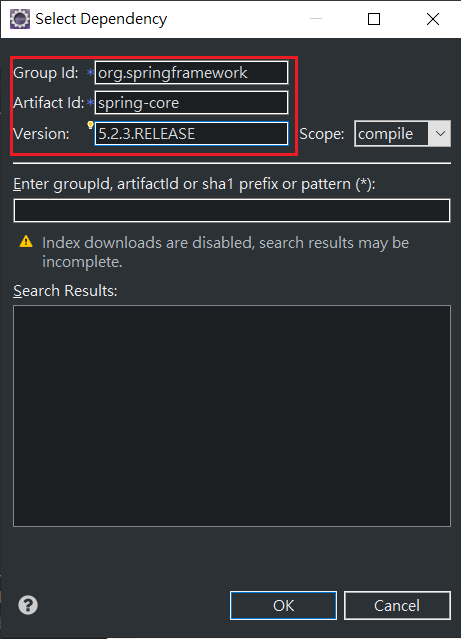 Select Dependency
Group Id: * org.springframework
Artifact Id: * spring-core
Version: 5.2.3.RELEASE Scope: compile
Enter groupId, artifactId or sha1 prefix or pattern (*):
Index downloads are disabled, search results may be
incomplete.
Search Results:
?
OK Cancel